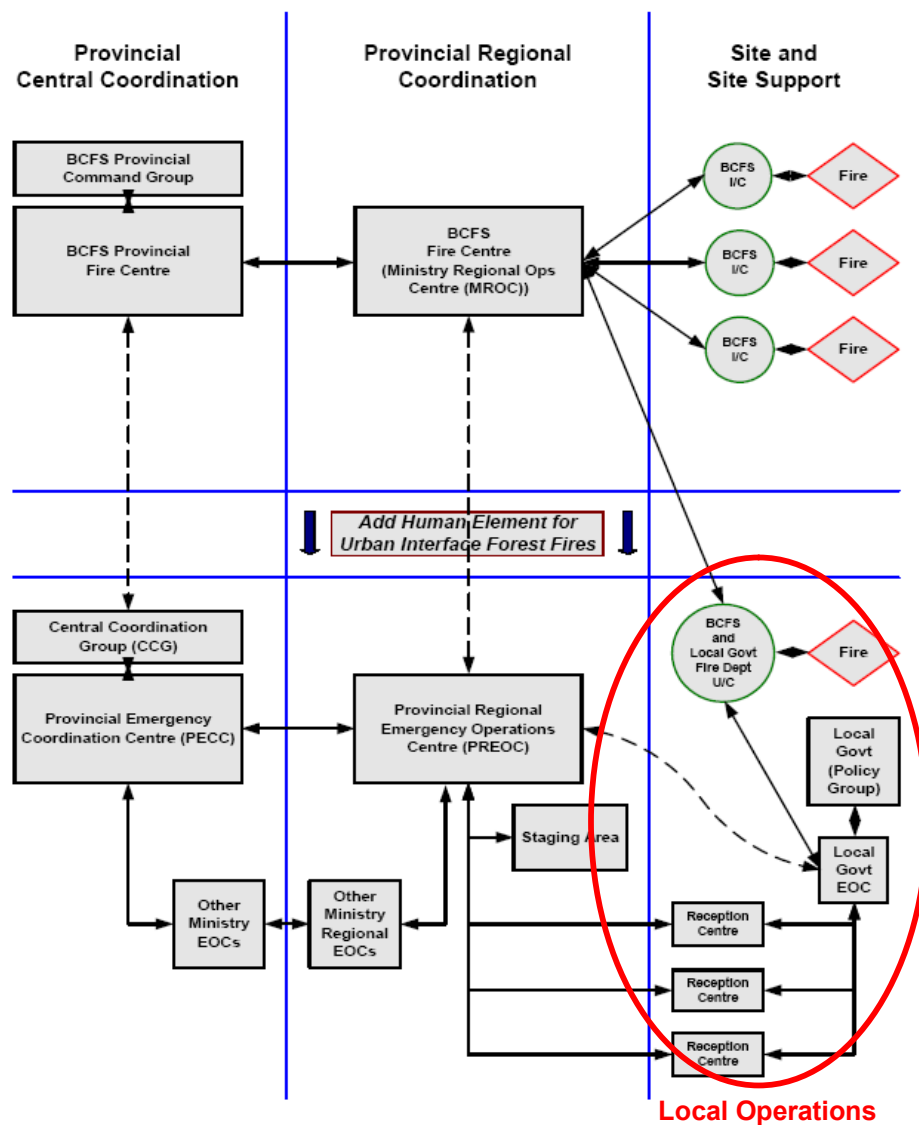 Provincial
Central Coordination
Provincial Regional
Coordination
Site and
Site Support
BCFS Provincial
Command Group
BCFS Provincial
Fire Centre
BCFS
Fire Centre
(Ministry Regional Ops
Centre (MROC))
BCFS
I/C
Fire
BCFS
I/C
Fire
BCFS
I/C
Fire
Add Human Element for
Urban Interface Forest Fires
Central Coordination
Group (CCG)
Provincial Emergency
Coordination Centre (PECC)
Provincial Regional
Emergency Operations
Centre (PREOC)
BCFS
and
Local Govt
Fire Dept
U/C
Fire
Local
Govt
(Policy
Group)
Local
Govt
EOC
Staging Area
Other
Ministry
EOCs
Other
Ministry
Regional
EOCs
Reception
Centre
Reception
Centre
Reception
Centre
Local Operations